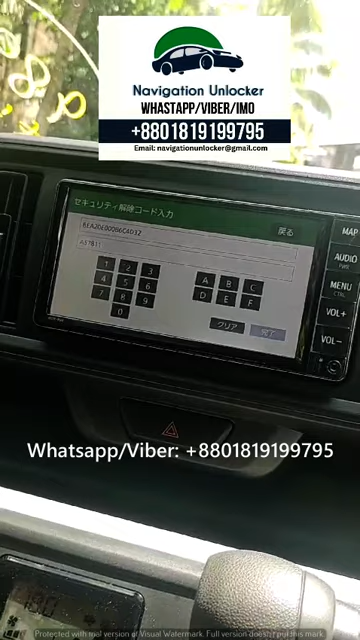 Navigation Unlocker
WHASTAPP/VIBER/IMO
+8801819199795
Email: navigationunlocker@gmail.com
セキュリティ解除コード入力
戻る
1 2 3
A B C
4 5 6
D E F
7 8 9
0
クリア
完了
MAP
AUDIO
PWR
MENU
CTRL
VOL+
VOL-
Whatsapp/Viber: +8801819199795
Protected with trial version of Visual Watermark. Full version doesn't put this mark.